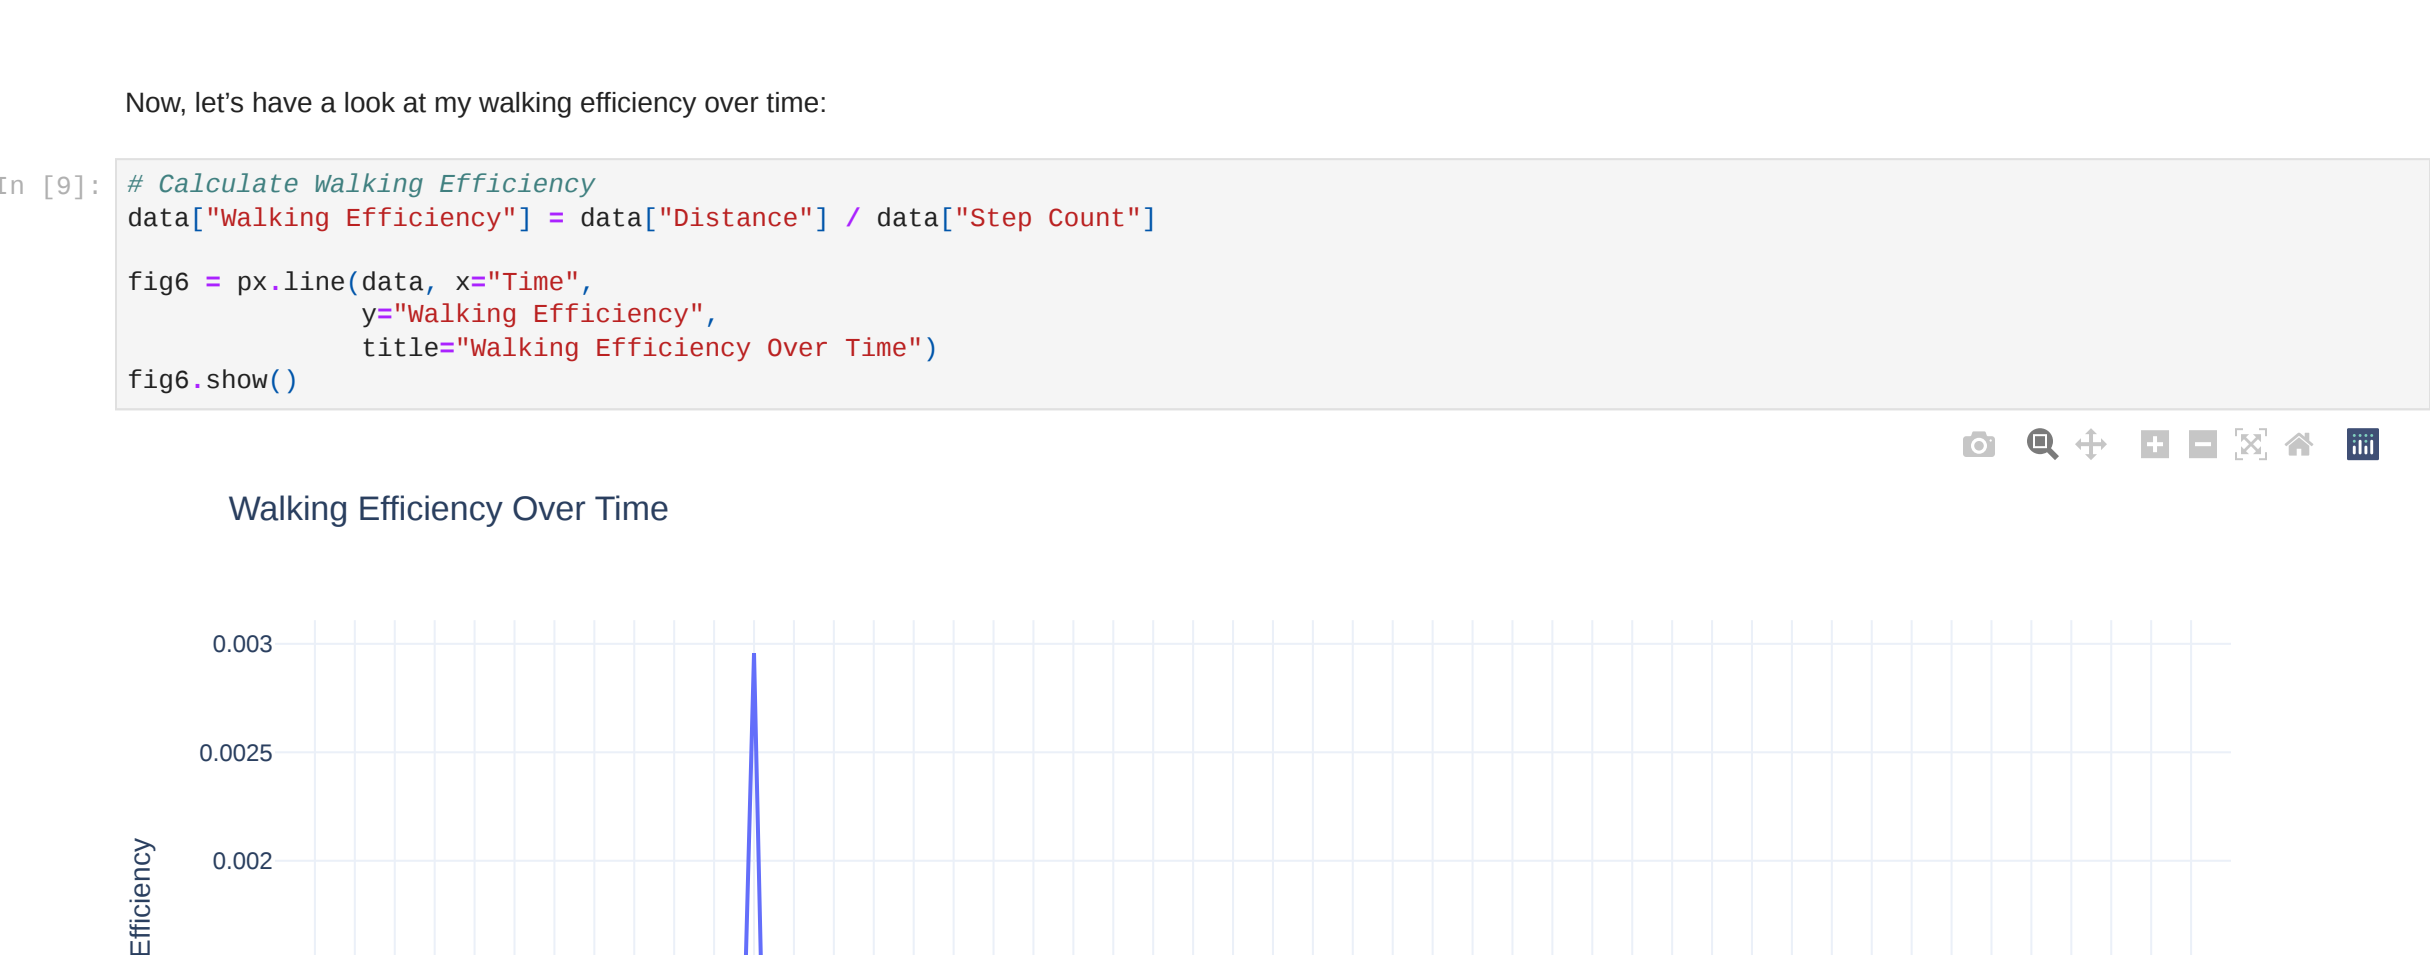 Now, let’s have a look at my walking efficiency over time:
In [9]:
# Calculate Walking Efficiency
data["Walking Efficiency"] = data["Distance"] / data["Step Count"]
fig6 = px.line(data, x="Time",
y="Walking Efficiency",
title="Walking Efficiency Over Time")
fig6.show()
Walking Efficiency Over Time
0.003
0.0025
0.002
Efficiency